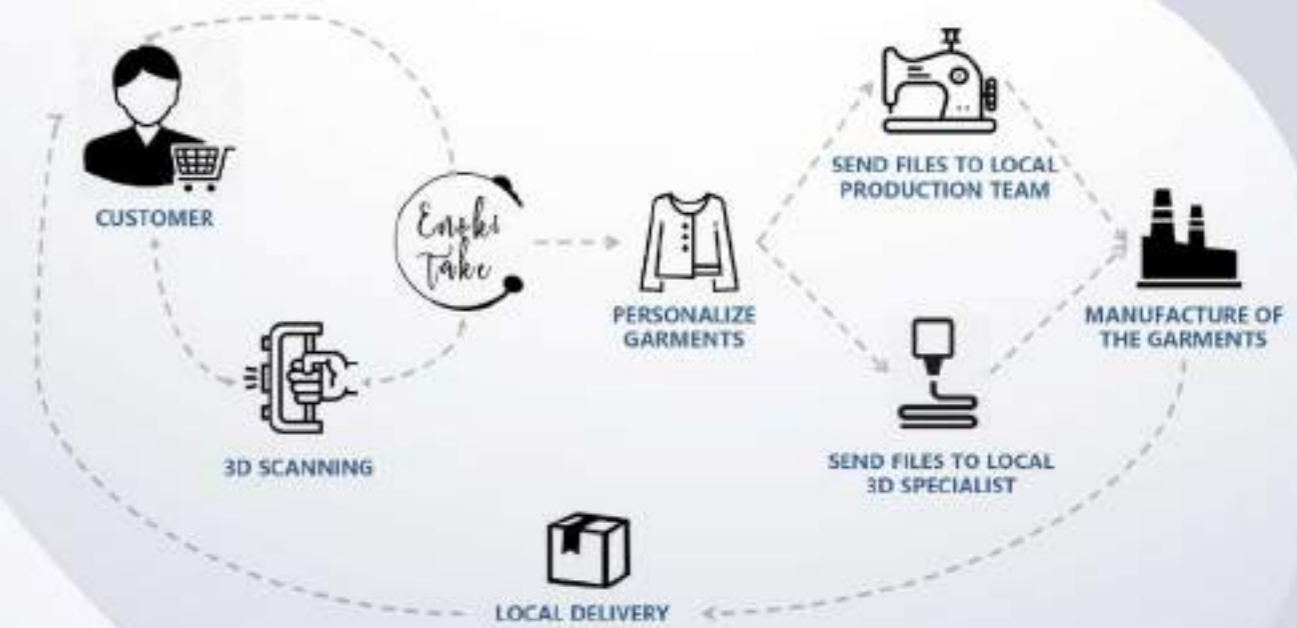 CUSTOMER
Enoki
Take
PERSONALIZE
GARMENTS
SEND FILES TO LOCAL
PRODUCTION TEAM
MANUFACTURE OF
THE GARMENTS
3D SCANNING
SEND FILES TO LOCAL
3D SPECIALIST
LOCAL DELIVERY